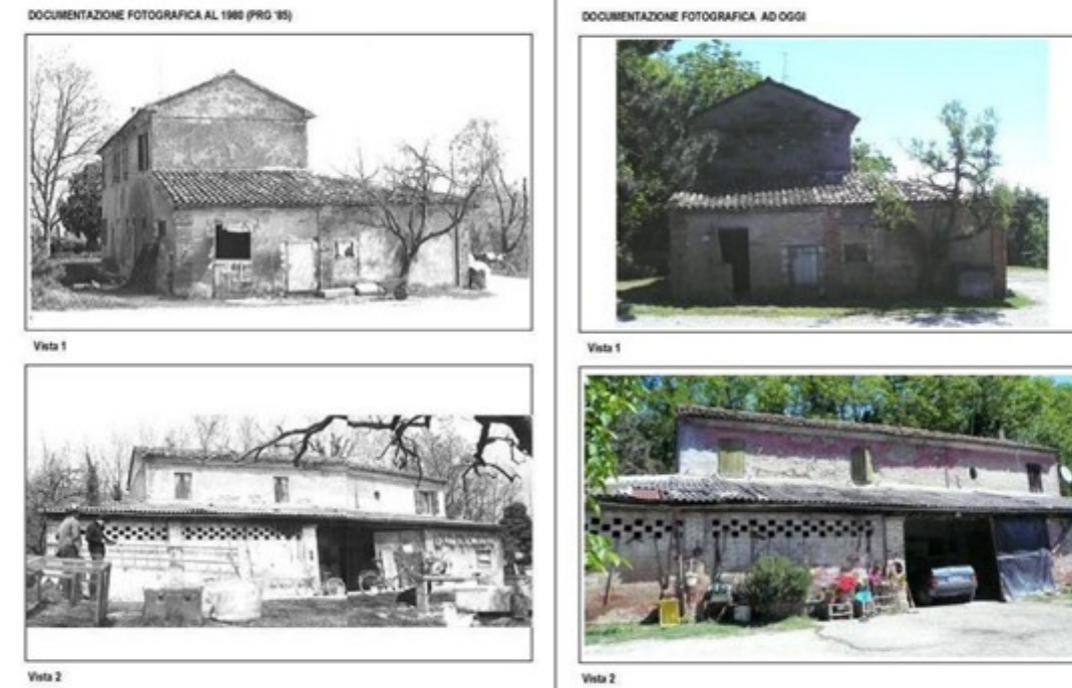 DOCUMENTAZIONE FOTOGRAFICA AL 1980 (PRG '85)
Vista 1
Vista 2
DOCUMENTAZIONE FOTOGRAFICA AD OGGI
Vista 1
Vista 2